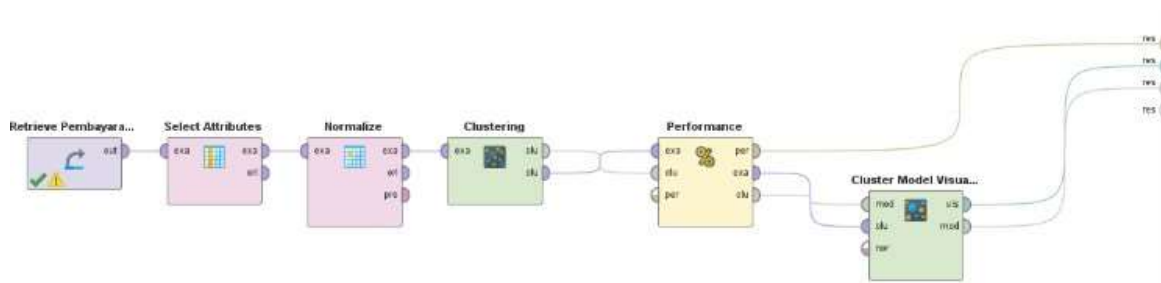 res
res
res
res
Retrieve Pembayara...
out
Select Attributes
exa
exa
ori
Normalize
exa
exa
ori
pre
Clustering
exa
clu
clu
Performance
exa
clu
per
per
exa
clu
Cluster Model Visua...
mod
clu
nor
vis
mod